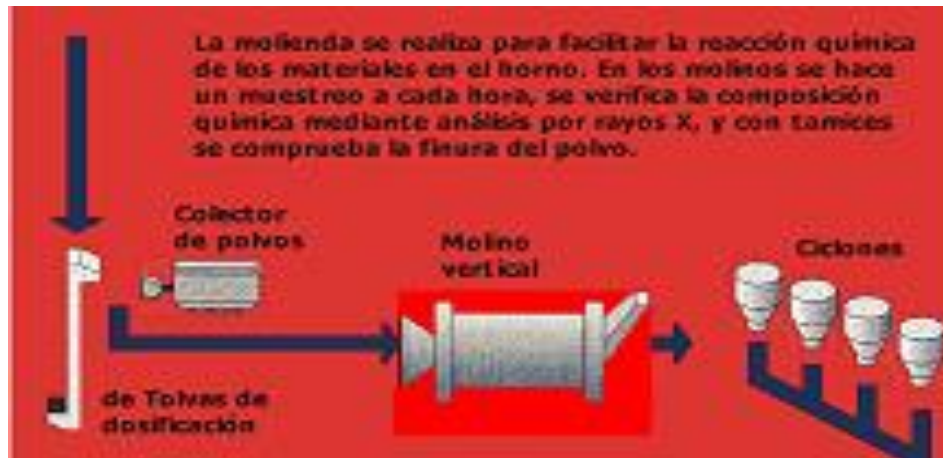 La molienda se realiza para facilitar la reacción química
de los materiales en el horno. En los molinos se hace
un muestreo a cada hora, se verifica la composición
química mediante análisis por rayos X, y con tamices
se comprueba la finura del polvo.
Colector
de polvos
Molino
vertical
Ciclones
de Tolvas de
dosificación